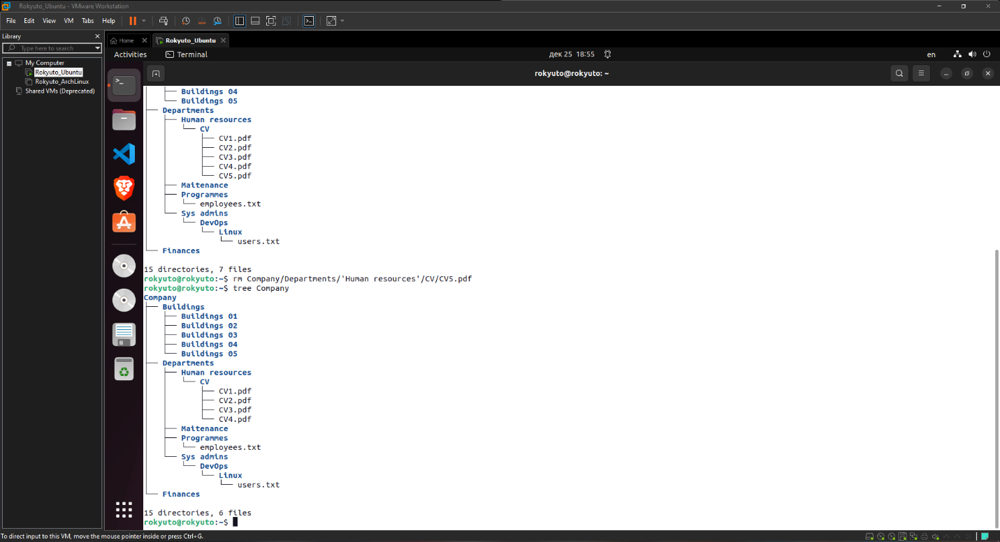 Rokyuto_Ubuntu - VMware Workstation
File Edit View VM Tabs Help
Library
Type here to search
My Computer
Rokyuto_Ubuntu
Rokyuto_ArchLinux
Shared VMs (Deprecated)
Home Rokyuto_Ubuntu
Activities Terminal дек 25 18:55 en
rokyuto@rokyuto: ~
├── Buildings 04
└── Buildings 05
├── Departments
├── Human resources
└── CV
├── CV1.pdf
├── CV2.pdf
├── CV3.pdf
├── CV4.pdf
└── CV5.pdf
├── Maitenance
├── Programmes
└── employees.txt
└── Sys admins
└── DevOps
└── Linux
└── users.txt
└── Finances
15 directories, 7 files
rokyuto@rokyuto:~$ rm Company/Departments/'Human resources'/CV/CV5.pdf
rokyuto@rokyuto:~$ tree Company
Company
├── Buildings
├── Buildings 01
├── Buildings 02
├── Buildings 03
├── Buildings 04
└── Buildings 05
├── Departments
├── Human resources
└── CV
├── CV1.pdf
├── CV2.pdf
├── CV3.pdf
└── CV4.pdf
├── Maitenance
├── Programmes
└── employees.txt
└── Sys admins
└── DevOps
└── Linux
└── users.txt
└── Finances
15 directories, 6 files
rokyuto@rokyuto:~$
To direct input to this VM, move the mouse pointer inside or press Ctrl+G.